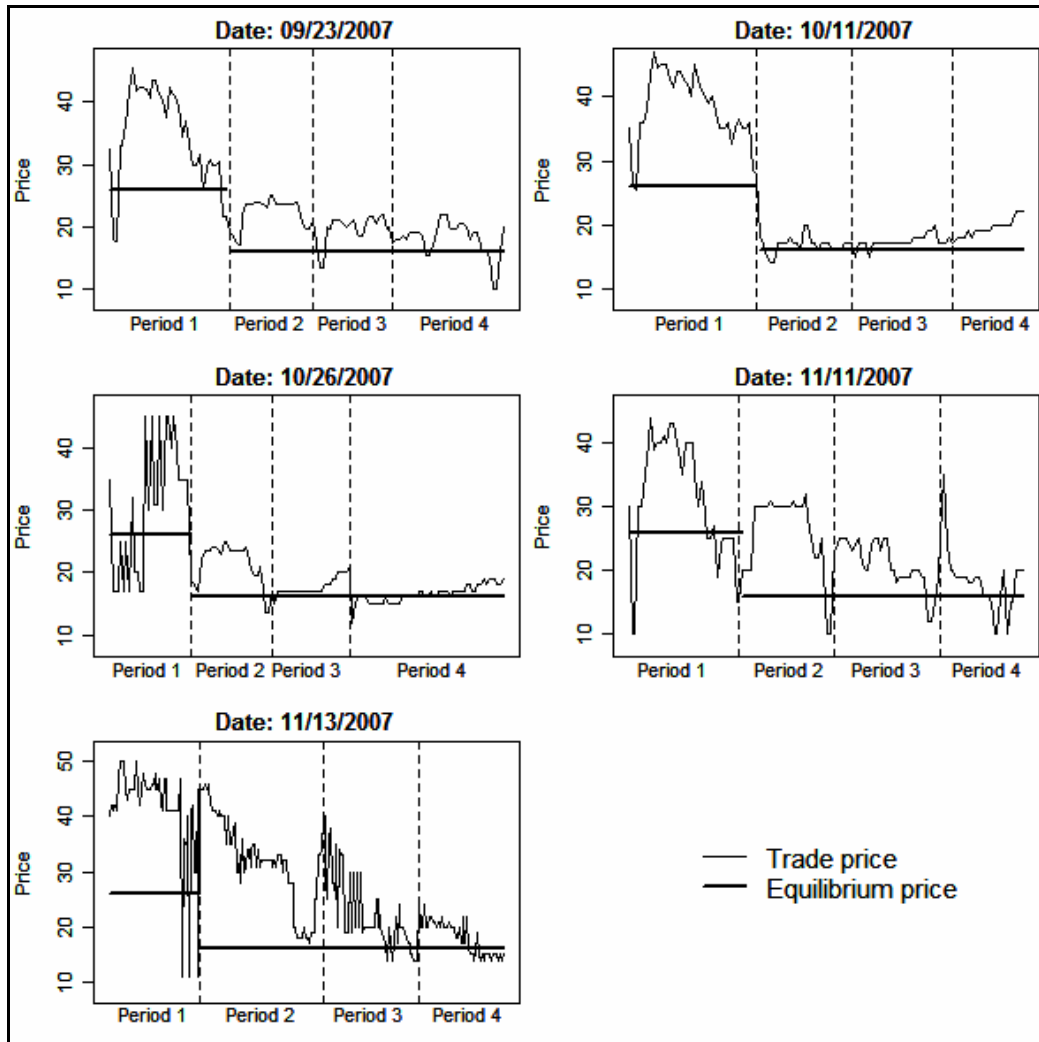 Date: 09/23/2007
Price
40
30
20
10
Period 1 Period 2 Period 3 Period 4
Date: 10/11/2007
Price
40
30
20
10
Period 1 Period 2 Period 3 Period 4
Date: 10/26/2007
Price
40
30
20
10
Period 1 Period 2 Period 3 Period 4
Date: 11/11/2007
Price
40
30
20
10
Period 1 Period 2 Period 3 Period 4
Date: 11/13/2007
Price
50
40
30
20
10
Period 1 Period 2 Period 3 Period 4
Trade price
Equilibrium price